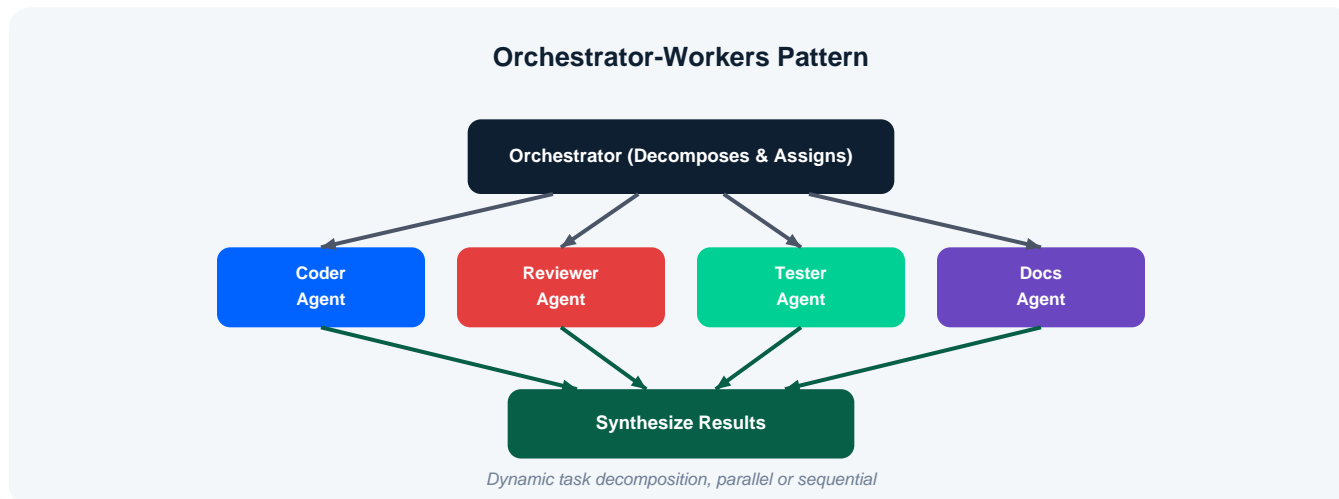 Orchestrator-Workers Pattern
Orchestrator (Decomposes & Assigns)
Coder
Agent
Reviewer
Agent
Tester
Agent
Docs
Agent
Synthesize Results
Dynamic task decomposition, parallel or sequential